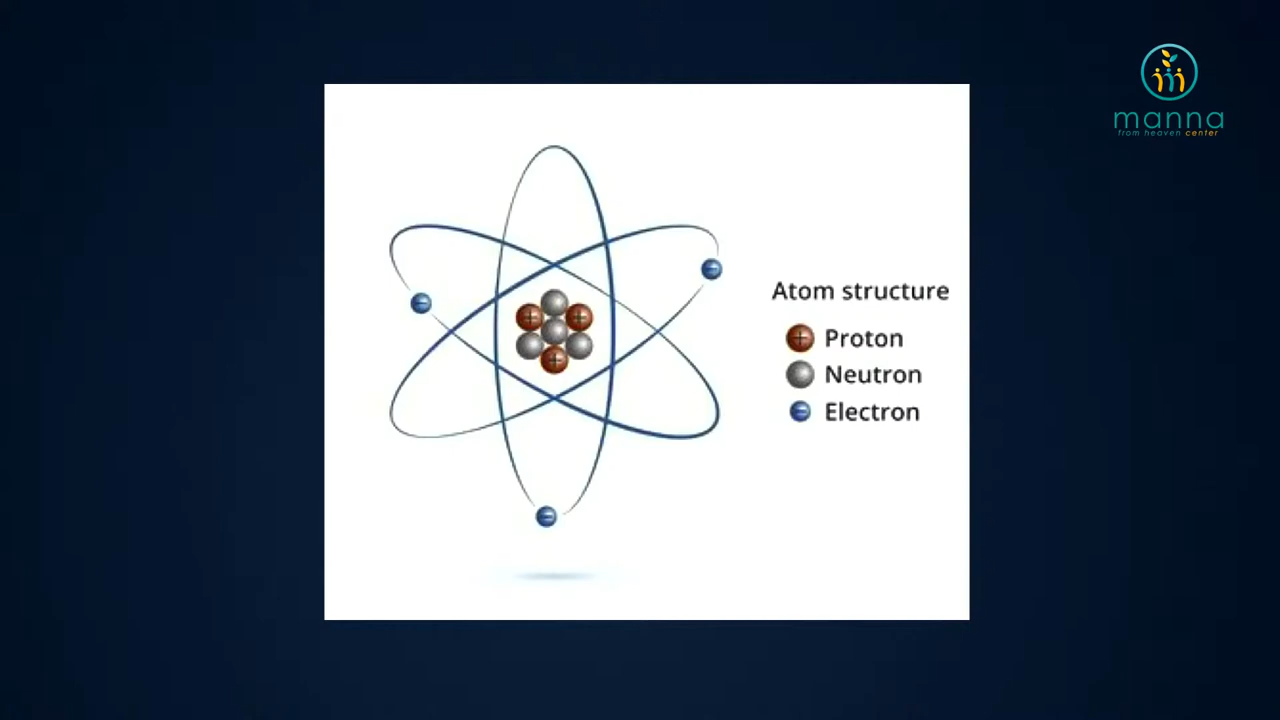 manna
from heaven center
Atom structure
Proton
Neutron
Electron